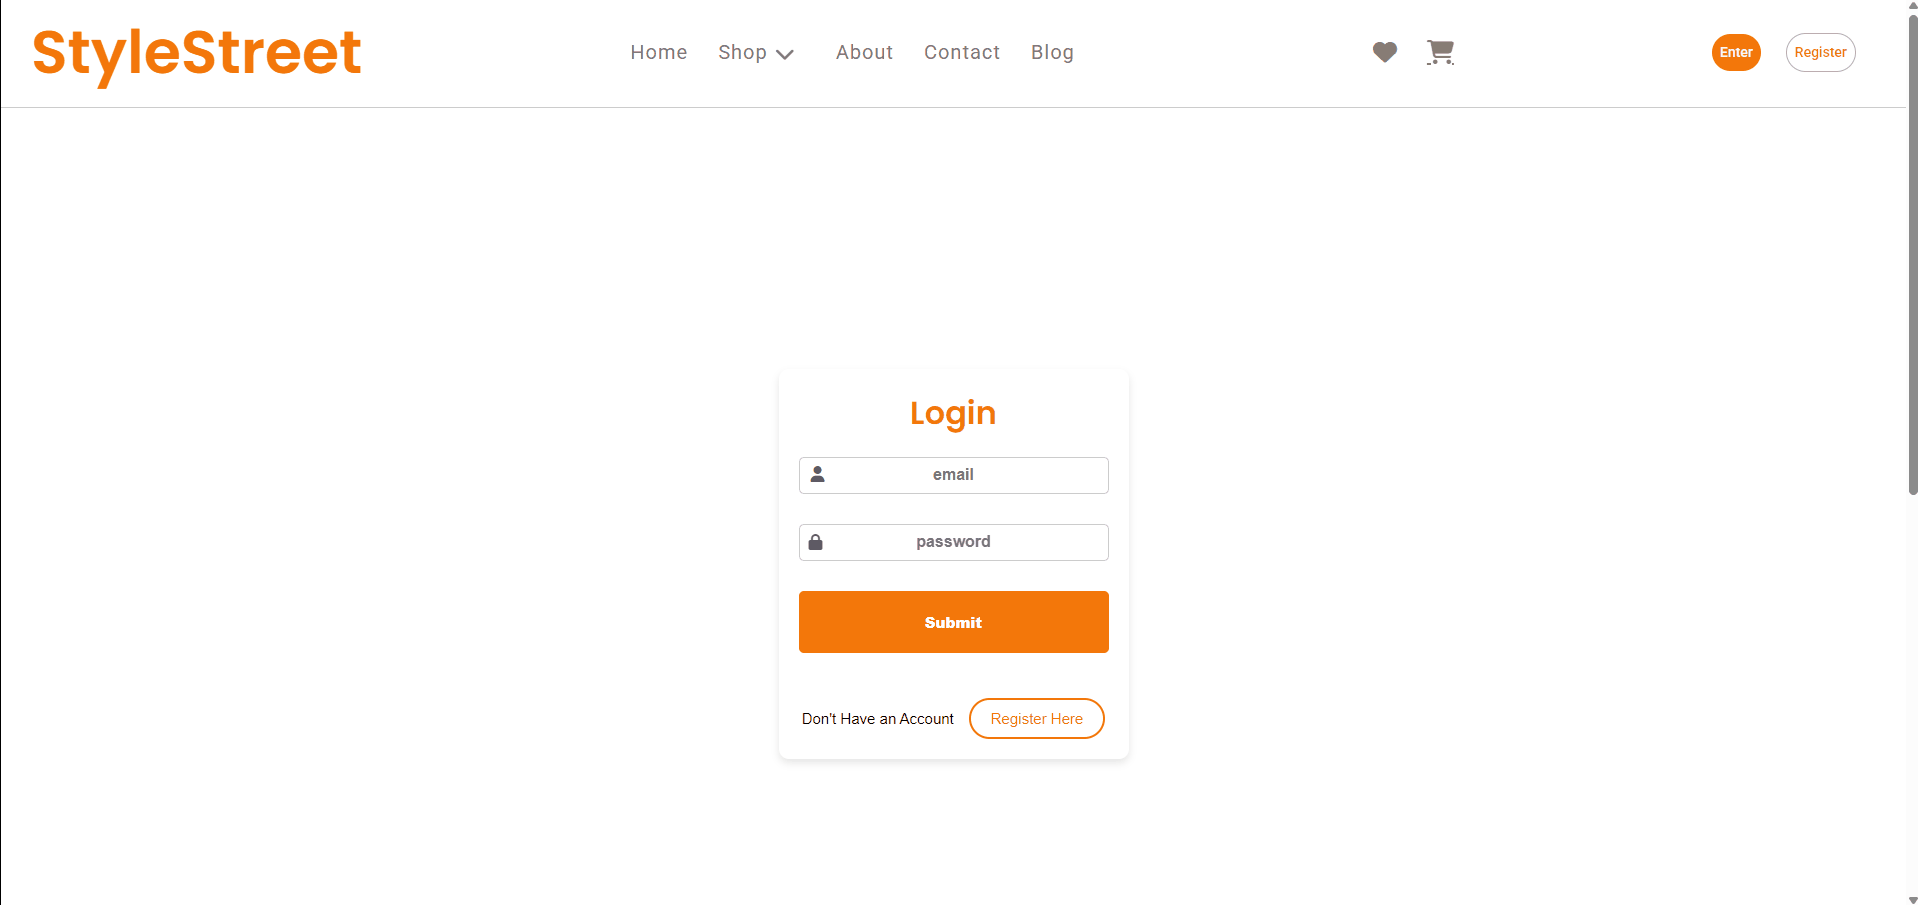 StyleStreet Home Shop About Contact Blog Enter Register
Login
email
password
Submit
Don't Have an Account Register Here